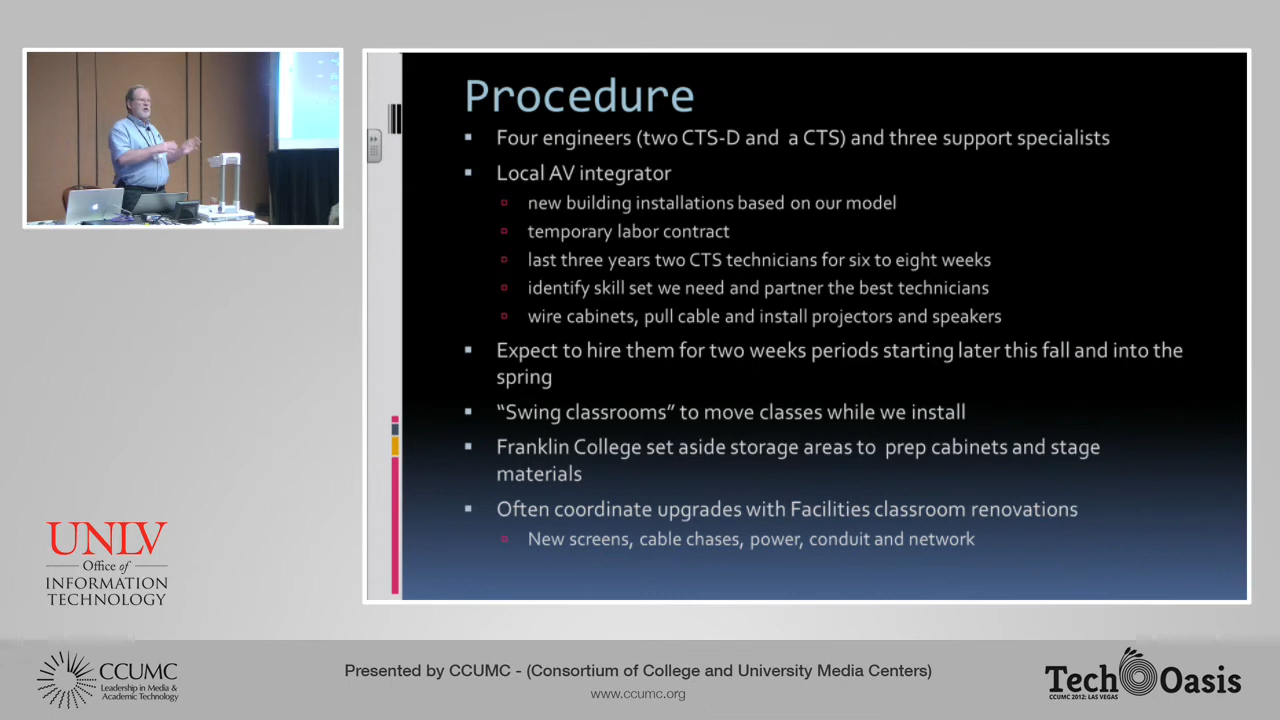 Procedure
Four engineers (two CTS-D and a CTS) and three support specialists
Local AV integrator
new building installations based on our model
temporary labor contract
last three years two CTS technicians for six to eight weeks
identify skill set we need and partner the best technicians
wire cabinets, pull cable and install projectors and speakers
Expect to hire them for two weeks periods starting later this fall and into the
spring
“Swing classrooms” to move classes while we install
Franklin College set aside storage areas to prep cabinets and stage
materials
Often coordinate upgrades with Facilities classroom renovations
New screens, cable chases, power, conduit and network
UNLV
Office of
INFORMATION
TECHNOLOGY
CCUMC
Leadership in Media &
Academic Technology
Presented by CCUMC - (Consortium of College and University Media Centers)
www.ccumc.org
Tech Oasis
CCUMC 2012: LAS VEGAS